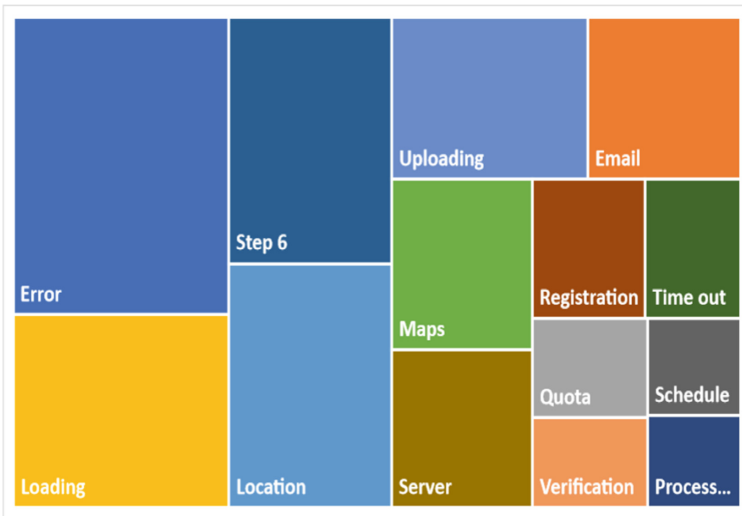 Error
Loading
Step 6
Location
Uploading
Email
Maps
Server
Registration
Time out
Quota
Schedule
Verification
Process...